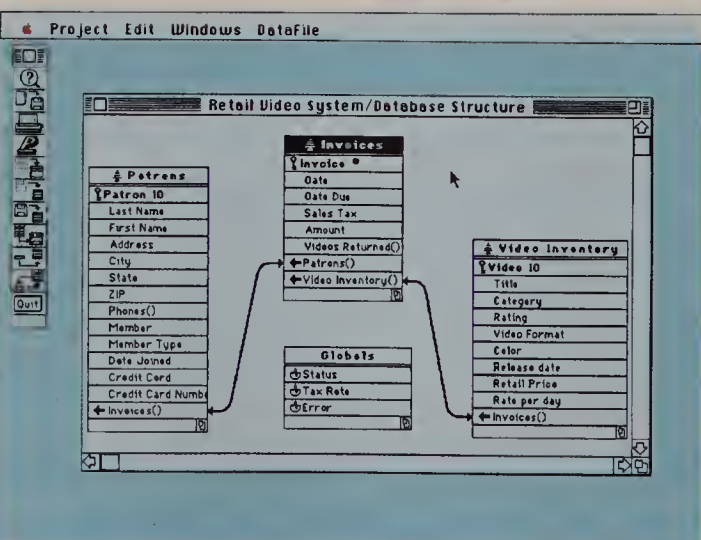 Project Edit Windows DataFile
Retail Video System/Database Structure
Patrons
Patron ID
Last Name
First Name
Address
City
State
ZIP
Phones()
Member
Member Type
Date Joined
Credit Card
Credit Card Numbe
Invoices()
Invoices
Invoice #
Date
Date Due
Sales Tax
Amount
Videos Returned()
Patrons()
Video Inventory()
Globals
Status
Tax Rate
Error
Video Inventory
Video ID
Title
Category
Rating
Video Format
Color
Release date
Retail Price
Rate per day
Invoices()
Quit